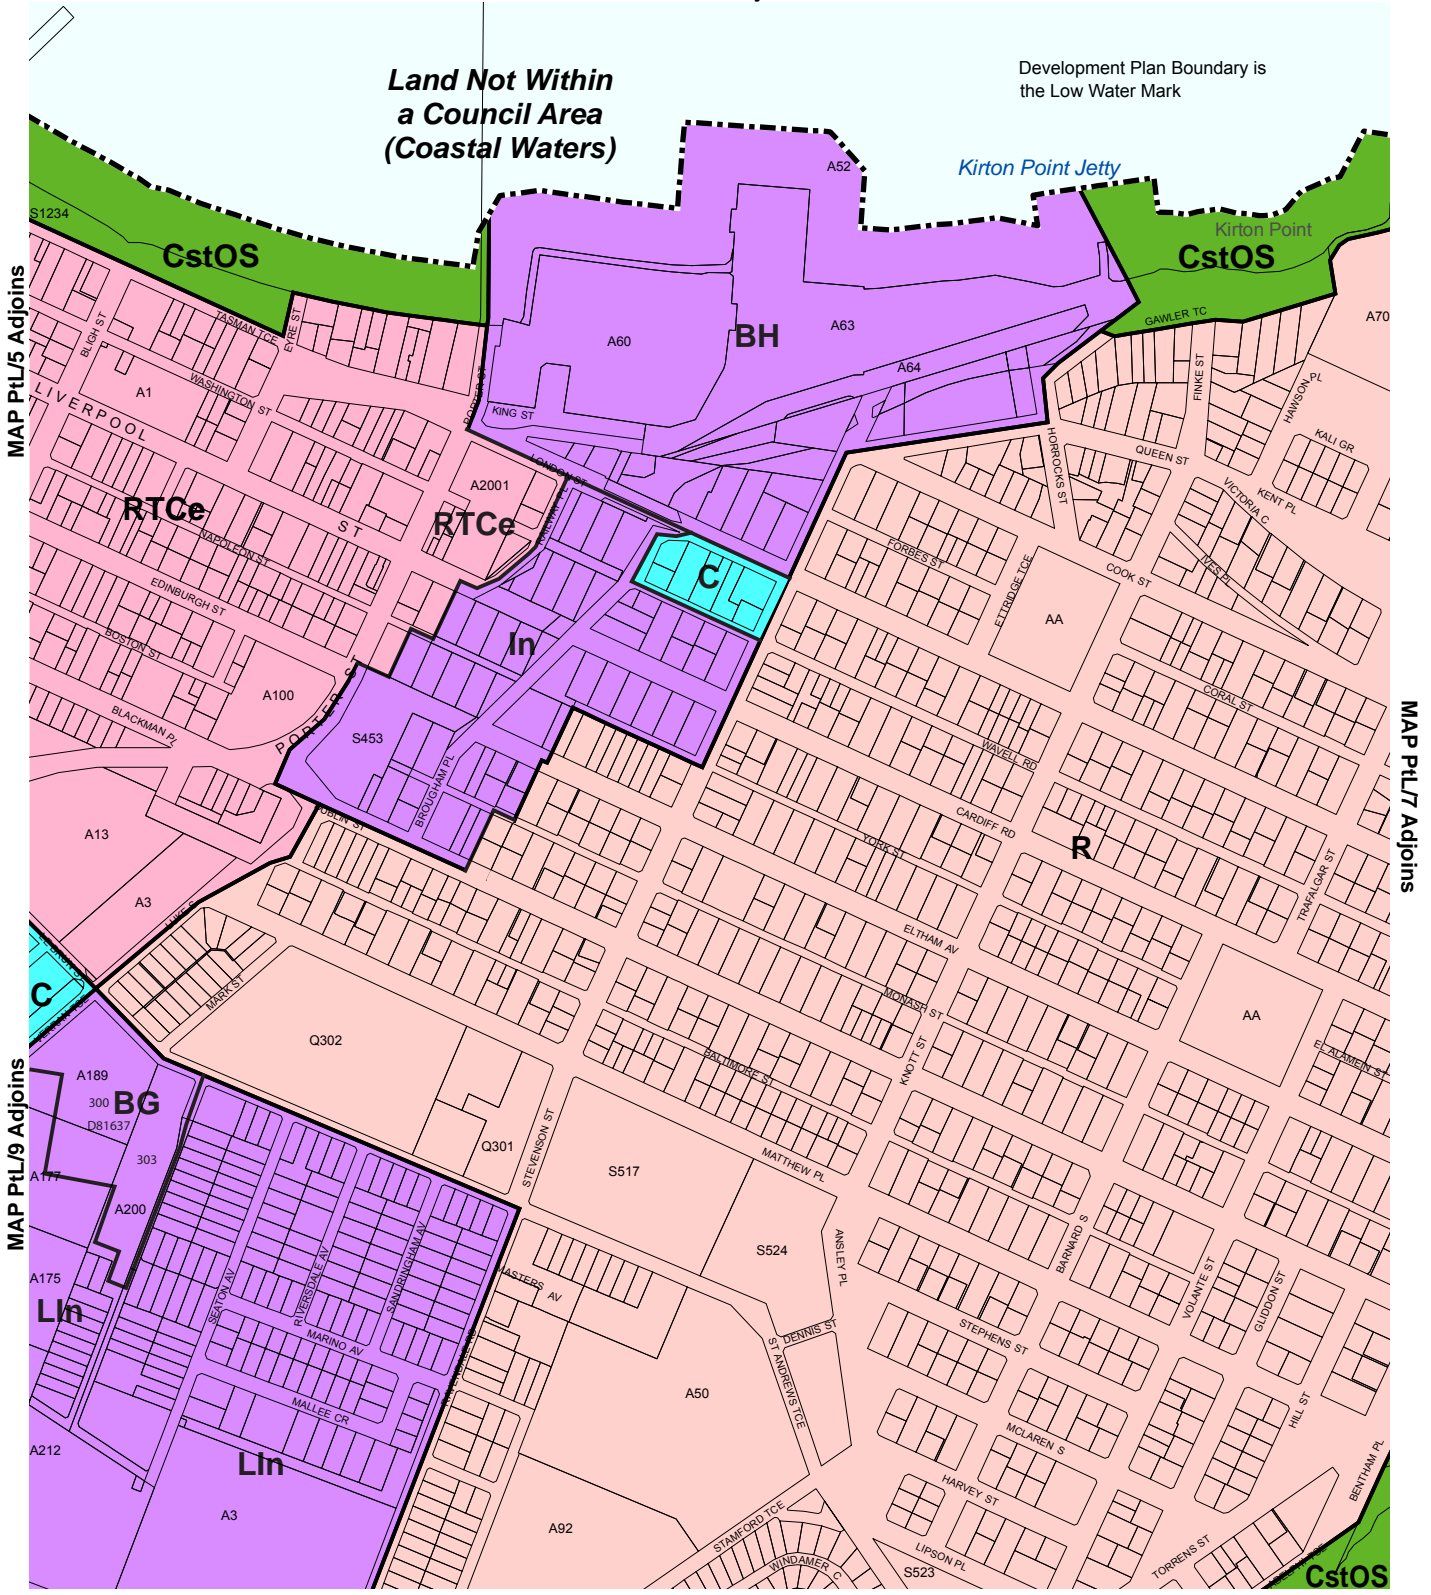 Land Not Within
a Council Area
(Coastal Waters)
Development Plan Boundary is
the Low Water Mark
Kirton Point Jetty
A52
S1234
CstOS
Kirton Point
CstOS
MAP PtL/5 Adjoins
BLIGH ST
TASMAN TCE
EYRE ST
GAWLER TC
A70
A60
BH
A63
A64
A1
WASHINGTON ST
LIVERPOOL
ST
PORTER ST
KING ST
FINKE ST
HAWSON PL
KALI GR
HORROCKS ST
QUEEN ST
LONDON ST
A2001
RTCe
RTCe
RAILWAY PL
VICTORIA C
KENT PL
NAPOLEON ST
FORBES ST
IVES PL
EDINBURGH ST
C
ETTRIDGE TCE
COOK ST
AA
BOSTON ST
In
A100
PORTER ST
CORAL ST
BLACKMAN PL
S453
WAVELL RD
MAP PtL/7 Adjoins
BROUGHAM PL
A13
CARDIFF RD
YORK ST
R
TRAFALGAR ST
A3
ELTHAM AV
C
MARK ST
MONASH ST
AA
Q302
KNOTT ST
EL ALAMEIN ST
BALTIMORE ST
MAP PtL/9 Adjoins
A189
300
BG
D81637
303
STEVENSON ST
Q301
S517
MATTHEW PL
A177
A200
S524
ANSLEY PL
BARNARD S
A175
LIn
SEATON AV
RIVERSDALE AV
SANDRINGHAM AV
MASTERS AV
VOLANTE ST
GLIDDON ST
MARINO AV
DENNIS ST
STEPHENS ST
ST ANDREWS TCE
MALLEE CR
A50
HILL ST
A212
LIn
MCLAREN S
A3
HARVEY ST
BENTHAM PL
A92
STAMFORD TCE
WINDAMER C
LIPSON PL
S523
TORRENS ST
CstOS